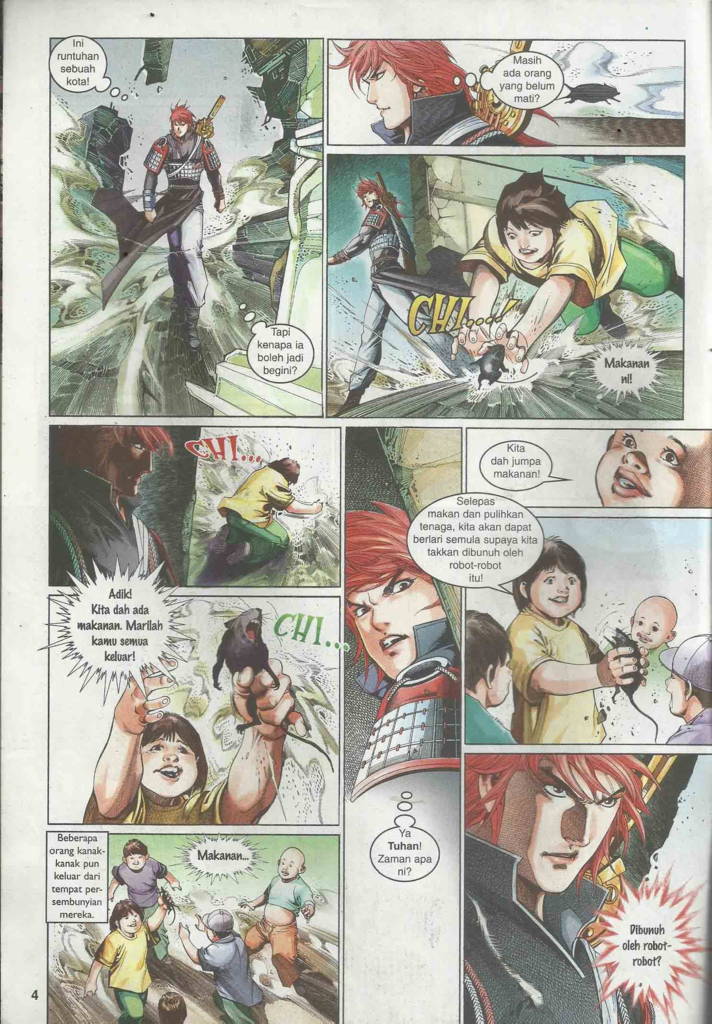 Ini
runtuhan
sebuah
kota!
Tapi
kenapa ia
boleh jadi
begini?
Masih
ada orang
yang belum
mati?
CHI...!
Makanan
ni!
CHI...
Adik!
Kita dah ada
makanan. Marilah
kamu semua
keluar!
CHI...
Beberapa
orang kanak-
kanak pun
keluar dari
tempat per-
sembunyian
mereka.
Makanan...
Ya
Tuhan!
Zaman apa
ni?
Kita
dah jumpa
makanan!
Selepas
makan dan pulihkan
tenaga, kita akan dapat
berlari semula supaya kita
takkan dibunuh oleh
robot-robot
itu!
Dibunuh
oleh robot-
robot?
4